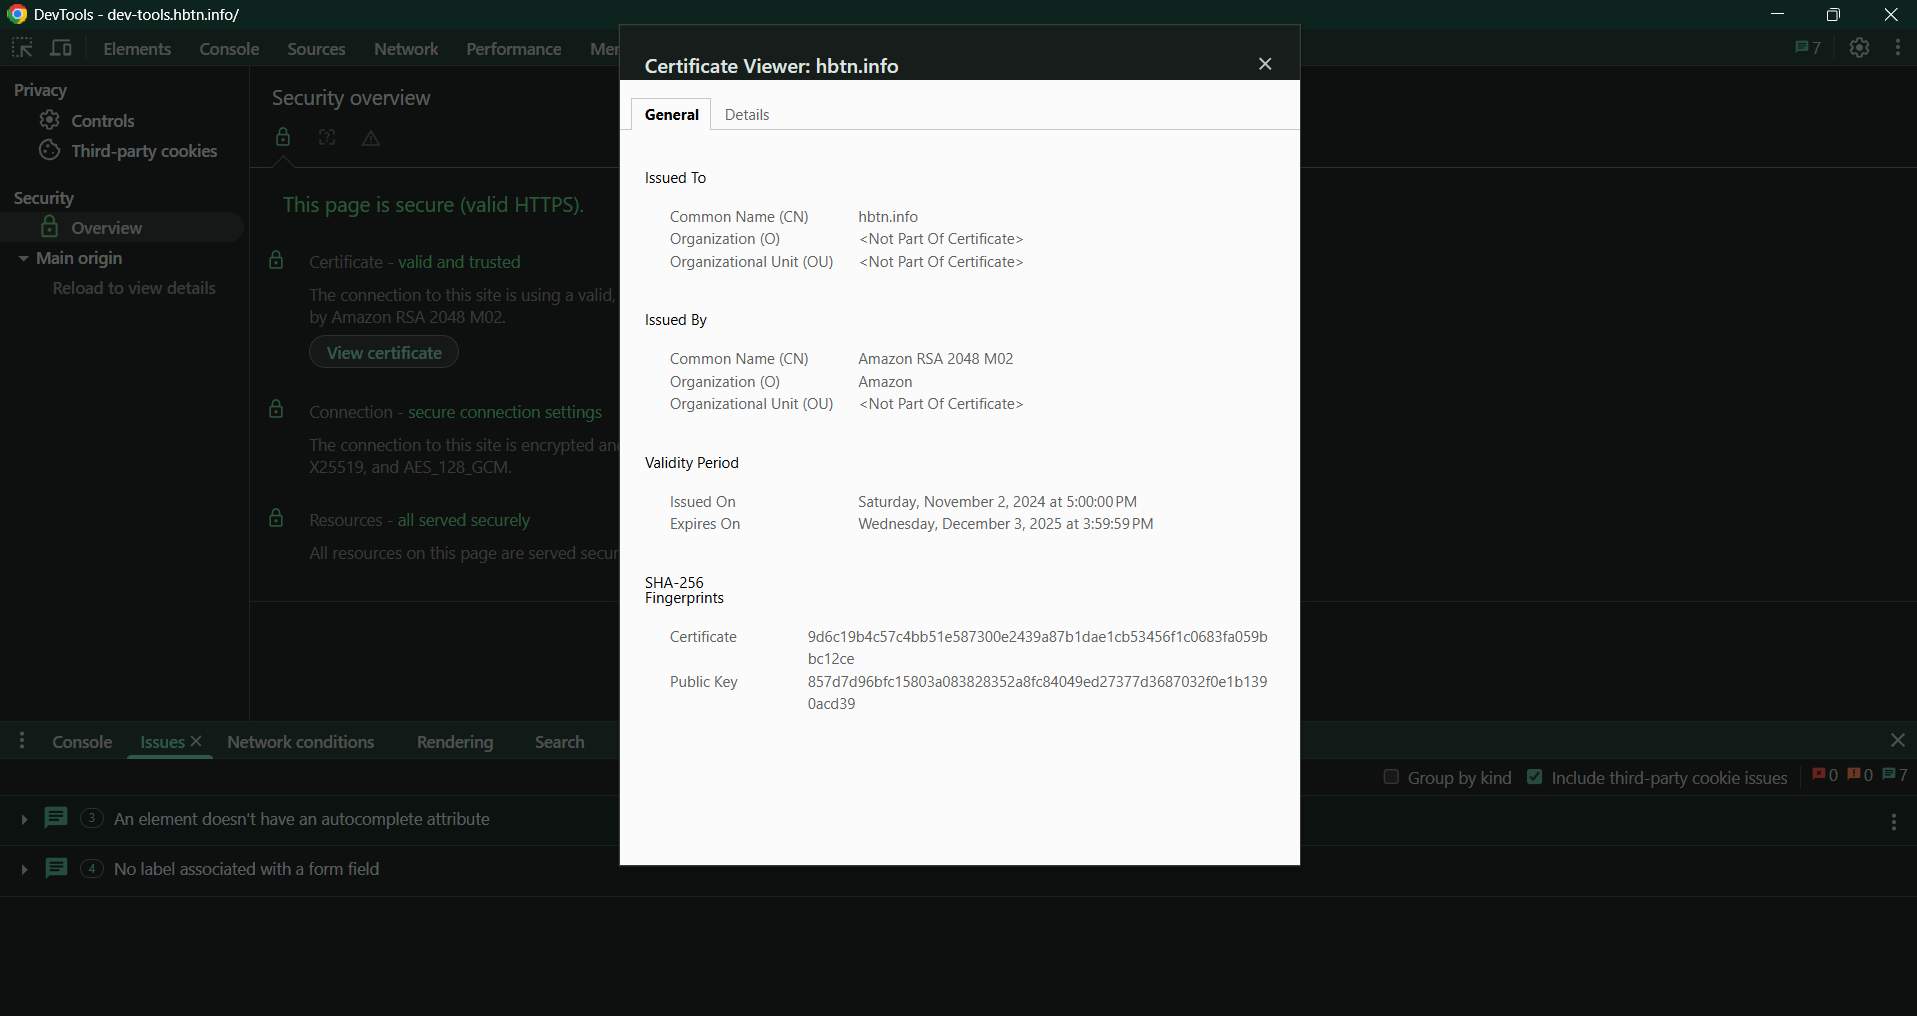 DevTools - dev-tools.hbtn.info/
Elements Console Sources Network Performance
7
Privacy
Controls
Third-party cookies
Security
Overview
Main origin
Reload to view details
Security overview
This page is secure (valid HTTPS).
Certificate - valid and trusted
The connection to this site is using a valid,
by Amazon RSA 2048 M02.
View certificate
Connection - secure connection settings
The connection to this site is encrypted an
X25519, and AES_128_GCM.
Resources - all served securely
All resources on this page are served secur
Certificate Viewer: hbtn.info
General Details
Issued To
Common Name (CN) hbtn.info
Organization (O) <Not Part Of Certificate>
Organizational Unit (OU) <Not Part Of Certificate>
Issued By
Common Name (CN) Amazon RSA 2048 M02
Organization (O) Amazon
Organizational Unit (OU) <Not Part Of Certificate>
Validity Period
Issued On Saturday, November 2, 2024 at 5:00:00 PM
Expires On Wednesday, December 3, 2025 at 3:59:59 PM
SHA-256
Fingerprints
Certificate 9d6c19b4c57c4bb51e587300e2439a87b1dae1cb53456f1c0683fa059b
bc12ce
Public Key 857d7d96bfc15803a083828352a8fc84049ed27377d3687032f0e1b139
0acd39
Console Issues Network conditions Rendering Search
Group by kind Include third-party cookie issues 0 0 7
3 An element doesn't have an autocomplete attribute
4 No label associated with a form field